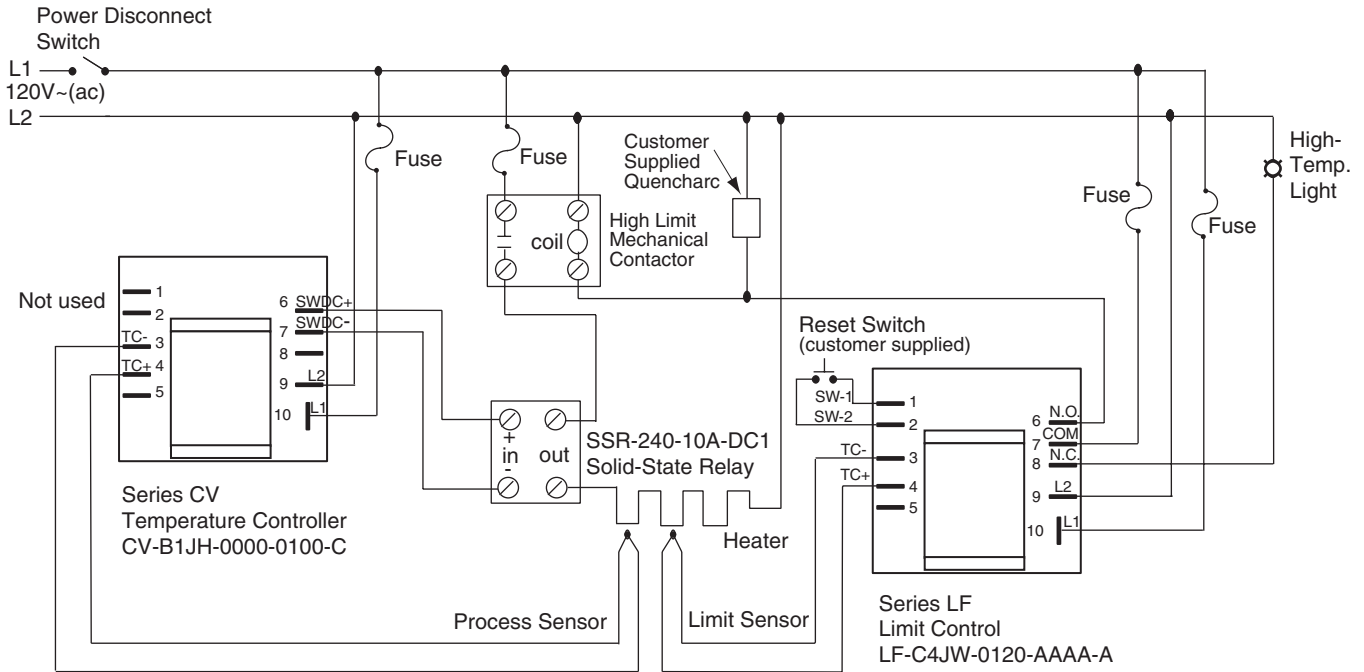 Power Disconnect
Switch
L1
120V~(ac)
L2
Fuse
Fuse
Customer
Supplied
Quencharc
High-
Temp.
Light
Fuse
Fuse
coil
High Limit
Mechanical
Contactor
Not used
1
2
TC- 3
TC+ 4
5
6 SWDC+
7 SWDC-
8
9 L2
10 L1
Reset Switch
(customer supplied)
SW-1 1
SW-2 2
TC- 3
TC+ 4
5
6 N.O.
7 COM
8 N.C.
9 L2
10 L1
+
in
-
out
SSR-240-10A-DC1
Solid-State Relay
Heater
Series CV
Temperature Controller
CV-B1JH-0000-0100-C
Process Sensor
Limit Sensor
Series LF
Limit Control
LF-C4JW-0120-AAAA-A